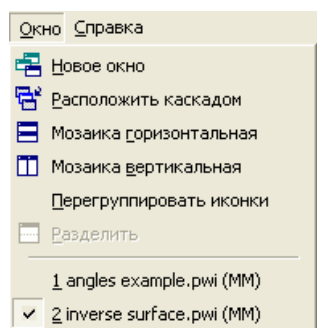 Окно Справка
Новое окно
Расположить каскадом
Мозаика горизонтальная
Мозаика вертикальная
Перегруппировать иконки
Разделить
1 angles example.pwi (MM)
2 inverse surface.pwi (MM)